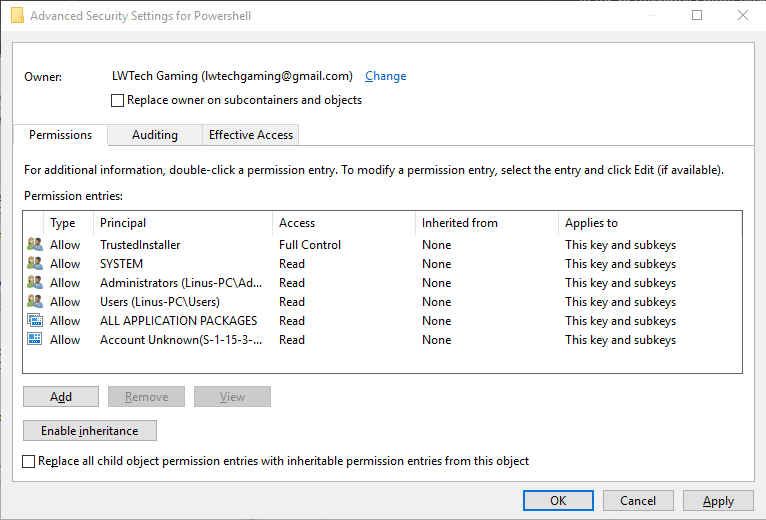 Advanced Security Settings for Powershell
Owner: LWTech Gaming (lwtechgaming@gmail.com) Change
Replace owner on subcontainers and objects
Permissions Auditing Effective Access
For additional information, double-click a permission entry. To modify a permission entry, select the entry and click Edit (if available).
Permission entries:
Type Principal Access Inherited from Applies to
Allow TrustedInstaller Full Control None This key and subkeys
Allow SYSTEM Read None This key and subkeys
Allow Administrators (Linus-PC\Ad... Read None This key and subkeys
Allow Users (Linus-PC\Users) Read None This key and subkeys
Allow ALL APPLICATION PACKAGES Read None This key and subkeys
Allow Account Unknown(S-1-15-3-... Read None This key and subkeys
Add Remove View
Enable inheritance
Replace all child object permission entries with inheritable permission entries from this object
OK Cancel Apply